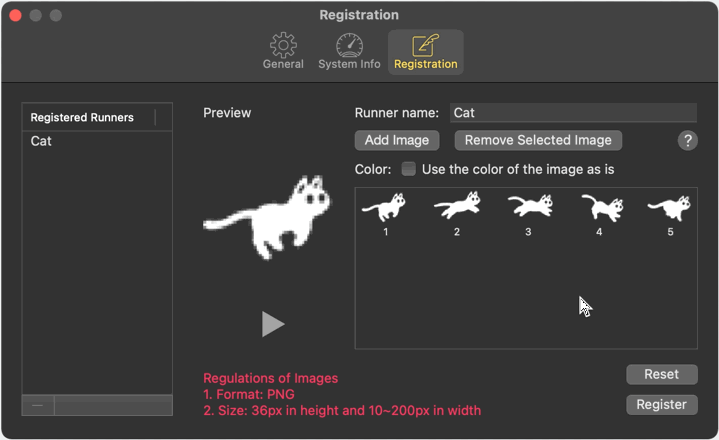 Registration
General
System Info
Registration
Registered Runners
Cat
Preview
Runner name: Cat
Add Image
Remove Selected Image
?
Color: Use the color of the image as is
1
2
3
4
5
Regulations of Images
1. Format: PNG
2. Size: 36px in height and 10~200px in width
Reset
Register